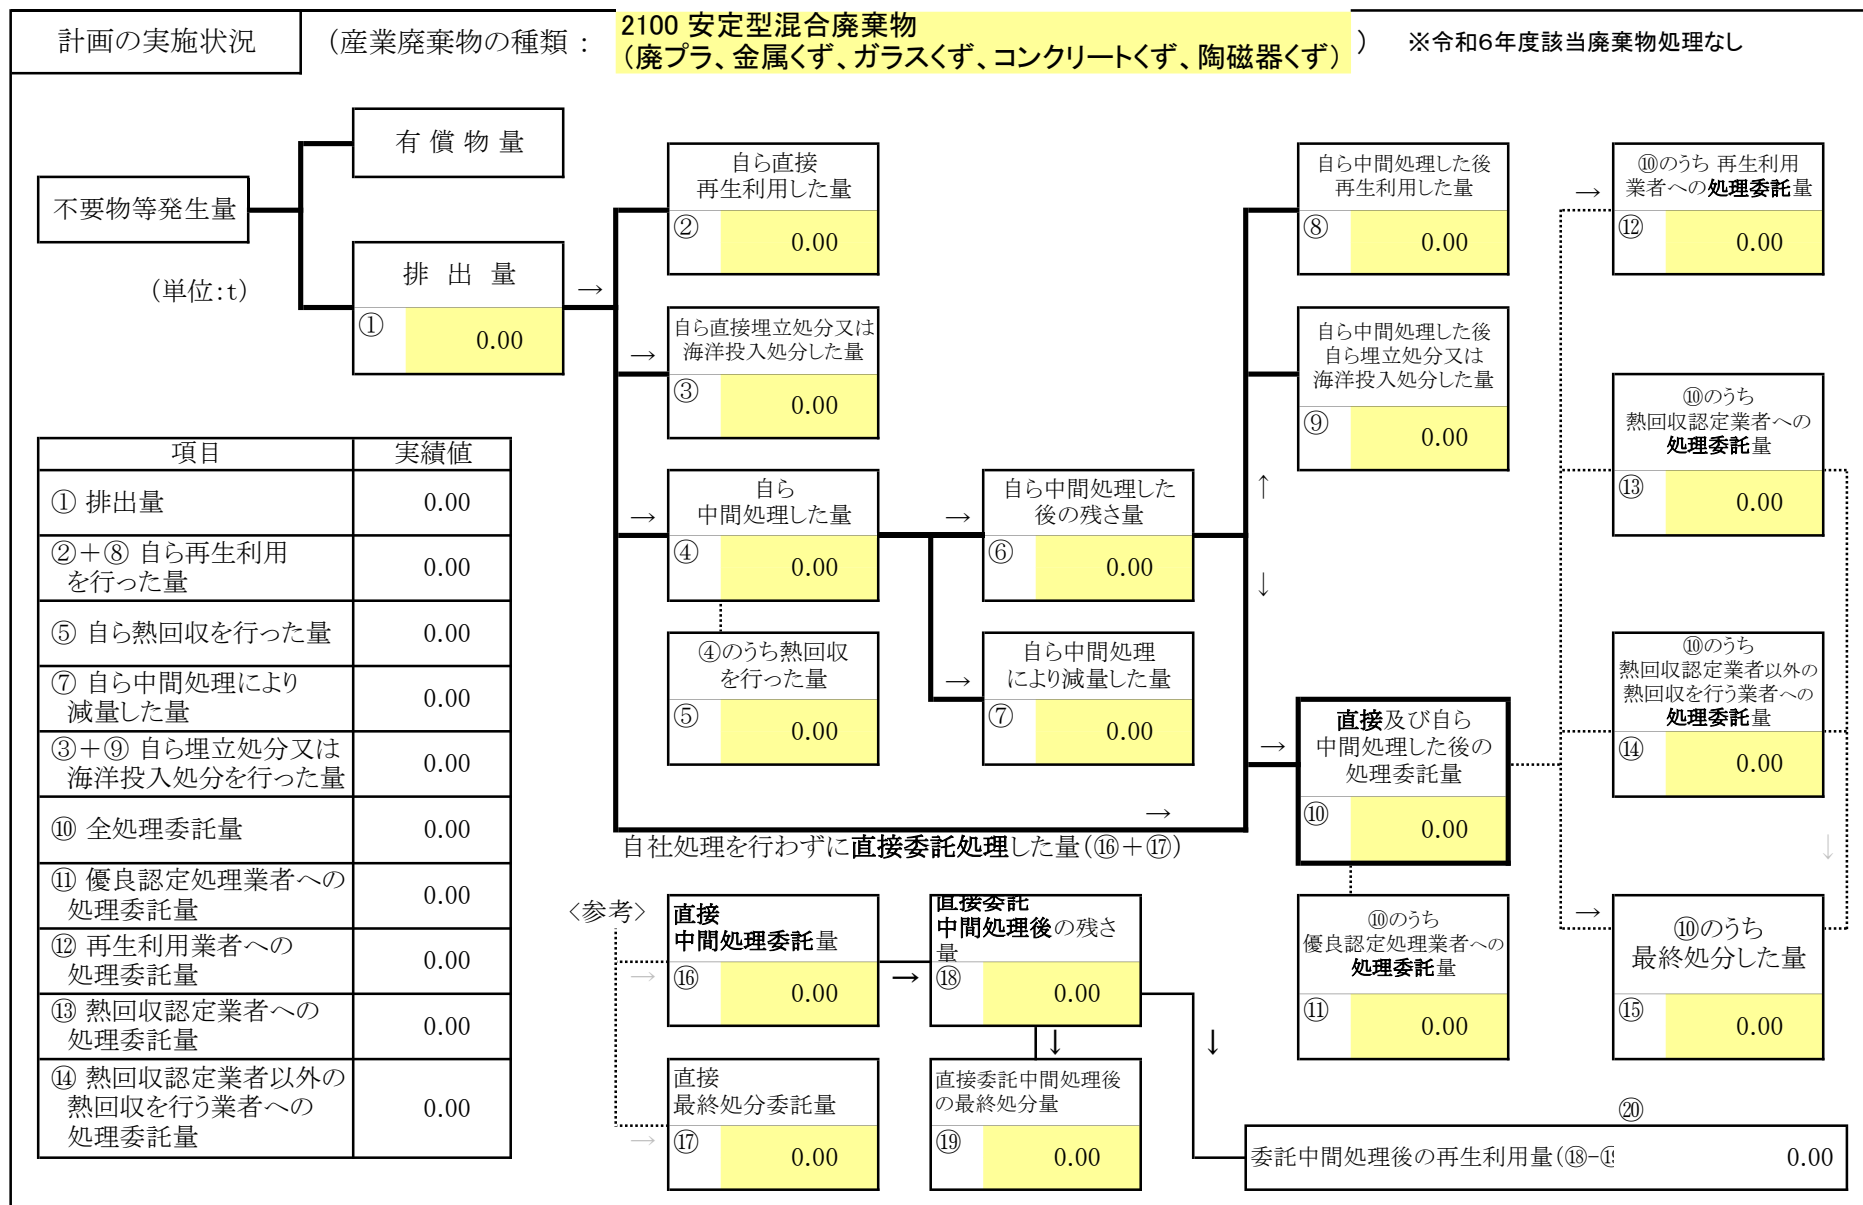 計画の実施状況
（産業廃棄物の種類：
2100 安定型混合廃棄物
（廃プラ、金属くず、ガラスくず、コンクリートくず、陶磁器くず）
）
※令和6年度該当廃棄物処理なし
不要物等発生量
有 償 物 量
（単位：t）
排 出 量
→
① 0.00
自ら直接
再生利用した量
② 0.00
→
自ら直接埋立処分又は
海洋投入処分した量
③ 0.00
→
自ら
中間処理した量
④ 0.00
④のうち熱回収
を行った量
⑤ 0.00
→
自ら中間処理した
後の残さ量
⑥ 0.00
→
自ら中間処理
により減量した量
⑦ 0.00
自ら中間処理した後
再生利用した量
⑧ 0.00
自ら中間処理した後
自ら埋立処分又は
海洋投入処分した量
⑨ 0.00
↑
↓
→
直接及び自ら
中間処理した後の
処理委託量
⑩ 0.00
⑩のうち
優良認定処理業者への
処理委託量
⑪ 0.00
→
⑩のうち 再生利用
業者への処理委託量
⑫ 0.00
⑩のうち
熱回収認定業者への
処理委託量
⑬ 0.00
⑩のうち
熱回収認定業者以外の
熱回収を行う業者への
処理委託量
⑭ 0.00
↓
→
⑩のうち
最終処分した量
⑮ 0.00
→
自社処理を行わずに直接委託処理した量（⑯＋⑰）
〈参考〉
→
直接
中間処理委託量
⑯ 0.00
→
直接
最終処分委託量
⑰ 0.00
→
直接委託
中間処理後の残さ
量
⑱ 0.00
↓
直接委託中間処理後
の最終処分量
⑲ 0.00
↓
⑳
委託中間処理後の再生利用量（⑱-⑲ 0.00
項目 実績値
① 排出量 0.00
②＋⑧ 自ら再生利用
を行った量 0.00
⑤ 自ら熱回収を行った量 0.00
⑦ 自ら中間処理により
減量した量 0.00
③＋⑨ 自ら埋立処分又は
海洋投入処分を行った量 0.00
⑩ 全処理委託量 0.00
⑪ 優良認定処理業者への
処理委託量 0.00
⑫ 再生利用業者への
処理委託量 0.00
⑬ 熱回収認定業者への
処理委託量 0.00
⑭ 熱回収認定業者以外の
熱回収を行う業者への
処理委託量 0.00